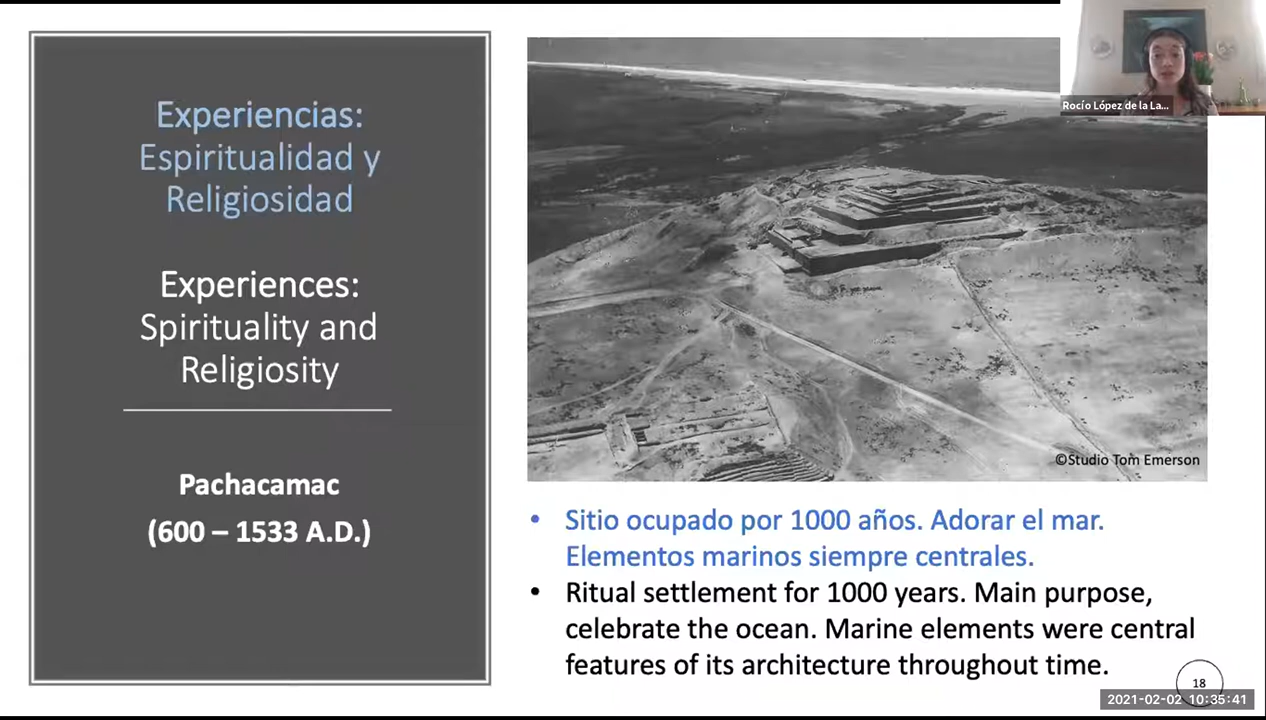 Experiencias:
Espiritualidad y
Religiosidad
Experiences:
Spirituality and
Religiosity
Pachacamac
(600 – 1533 A.D.)
Rocío López de la La...
©Studio Tom Emerson
• Sitio ocupado por 1000 años. Adorar el mar.
Elementos marinos siempre centrales.
• Ritual settlement for 1000 years. Main purpose,
celebrate the ocean. Marine elements were central
features of its architecture throughout time.
18
2021-02-02 10:35:41